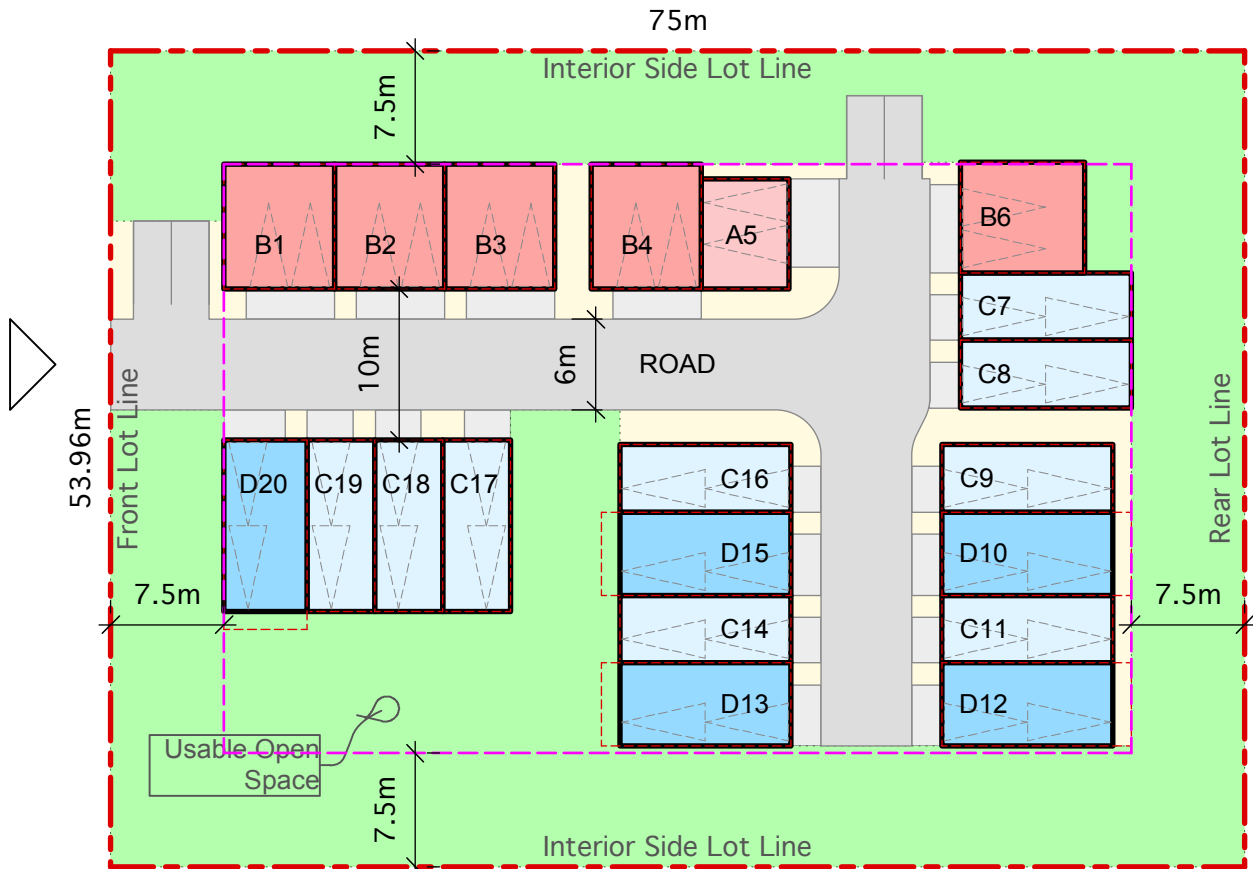 75m
Interior Side Lot Line
7.5m
B1
B2
B3
B4
A5
B6
C7
C8
10m
6m
ROAD
53.96m
Front Lot Line
Rear Lot Line
D20
C19
C18
C17
C16
C9
D15
D10
7.5m
7.5m
C14
C11
D13
D12
Usable Open
Space
7.5m
Interior Side Lot Line